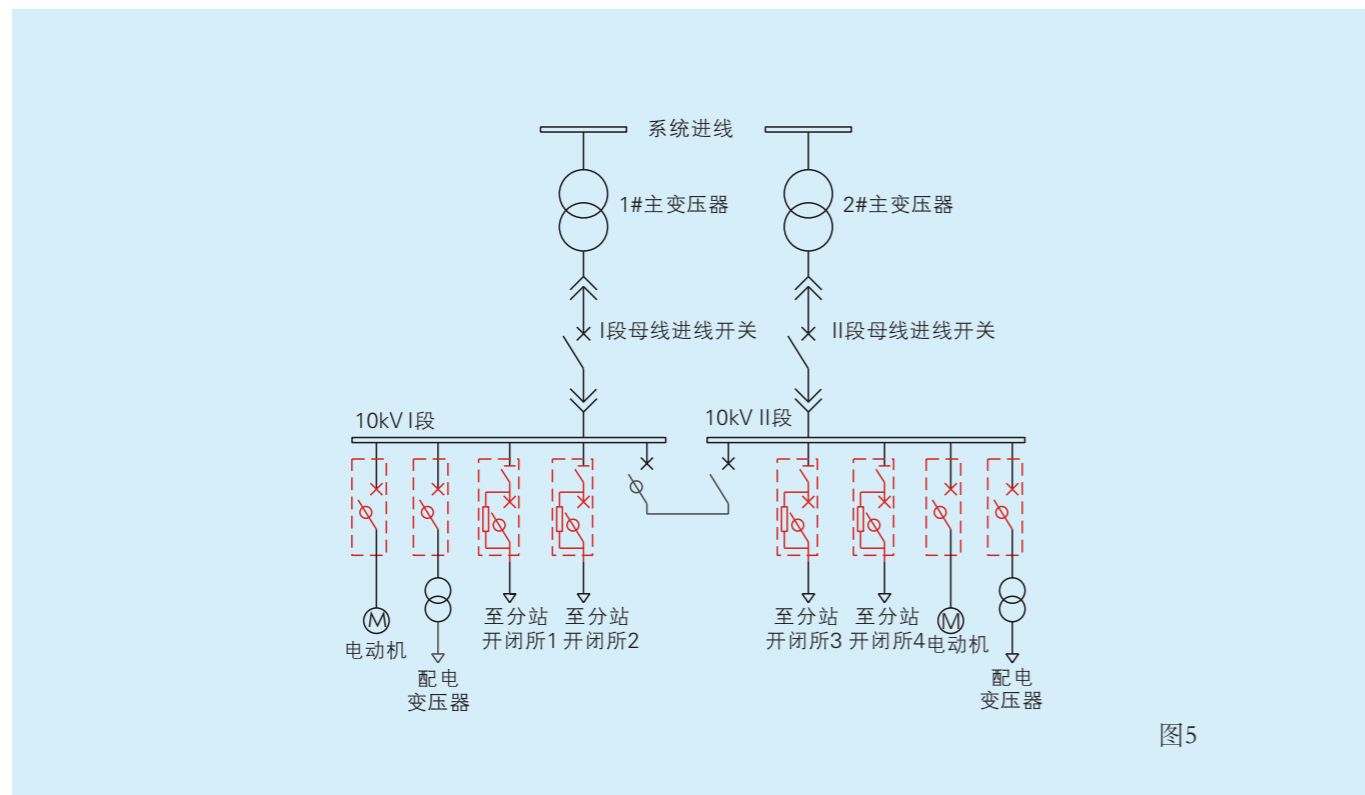 系统进线
1#主变压器
2#主变压器
I段母线进线开关
II段母线进线开关
10kV I段
10kV II段
M
电动机
配电
变压器
至分站
开闭所1
至分站
开闭所2
至分站
开闭所3
至分站
开闭所4
M
电动机
配电
变压器
图5